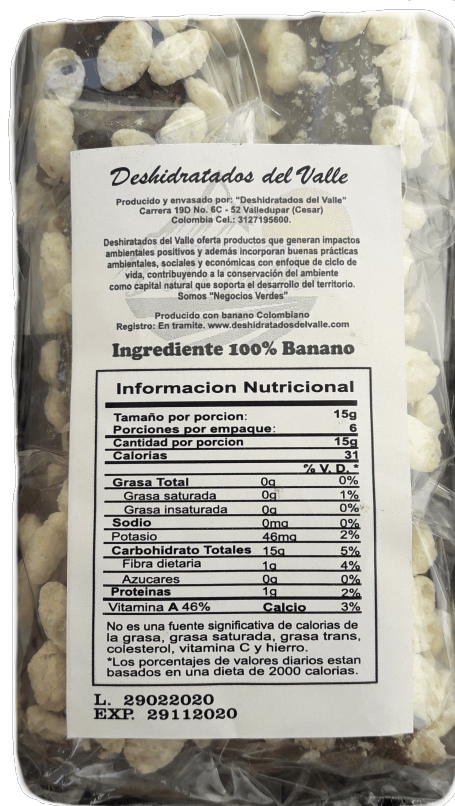 Deshidratados del Valle
Producido y envasado por: "Deshidratados del Valle"
Carrera 19D No. 6C - 52 Valledupar (Cesar)
Colombia Cel.: 3127195600.
Deshiratados del Valle oferta productos que generan impactos
ambientales positivos y además incorporan buenas prácticas
ambientales, sociales y económicas con enfoque de ciclo de
vida, contribuyendo a la conservación del ambiente
como capital natural que soporta el desarrollo del territorio.
Somos "Negocios Verdes"
Producido con banano Colombiano
Registro: En tramite. www.deshidratadosdelvalle.com
Ingrediente 100% Banano
Informacion Nutricional
Tamaño por porcion: 15g
Porciones por empaque: 6
Cantidad por porcion 15g
Calorias 31
% V. D. *
Grasa Total 0g 0%
Grasa saturada 0g 1%
Grasa insaturada 0g 0%
Sodio 0mg 0%
Potasio 46mg 2%
Carbohidrato Totales 15g 5%
Fibra dietaria 1g 4%
Azucares 0g 0%
Proteinas 1g 2%
Vitamina A 46% Calcio 3%
No es una fuente significativa de calorias de
la grasa, grasa saturada, grasa trans,
colesterol, vitamina C y hierro.
*Los porcentajes de valores diarios estan
basados en una dieta de 2000 calorias.
L. 29022020
EXP. 29112020